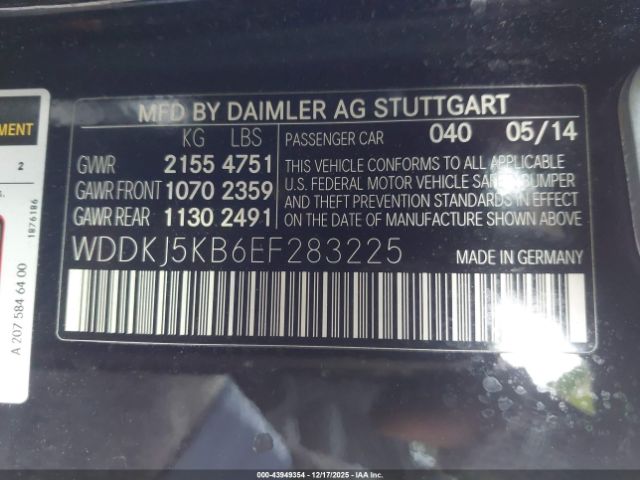 MFD BY DAIMLER AG STUTTGART
KG LBS
GVWR 2155 4751
GAWR FRONT 1070 2359
GAWR REAR 1130 2491
PASSENGER CAR 040 05/14
THIS VEHICLE CONFORMS TO ALL APPLICABLE
U.S. FEDERAL MOTOR VEHICLE SAFETY BUMPER
AND THEFT PREVENTION STANDARDS IN EFFECT
ON THE DATE OF MANUFACTURE SHOWN ABOVE
WDDKJ5KB6EF283225
MADE IN GERMANY
2
1876186
A 207 584 64 00
000-43949354 | 12/17/2025 - IAAI.COM